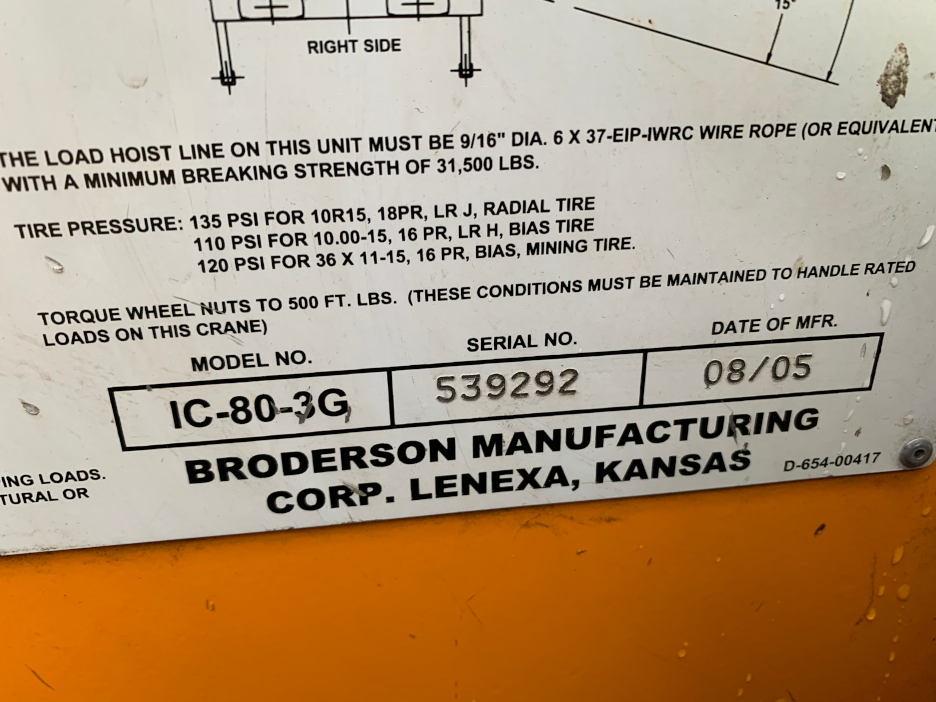 15°
RIGHT SIDE
THE LOAD HOIST LINE ON THIS UNIT MUST BE 9/16" DIA. 6 X 37-EIP-IWRC WIRE ROPE (OR EQUIVALENT
WITH A MINIMUM BREAKING STRENGTH OF 31,500 LBS.
TIRE PRESSURE: 135 PSI FOR 10R15, 18PR, LR J, RADIAL TIRE
110 PSI FOR 10.00-15, 16 PR, LR H, BIAS TIRE
120 PSI FOR 36 X 11-15, 16 PR, BIAS, MINING TIRE.
TORQUE WHEEL NUTS TO 500 FT. LBS. (THESE CONDITIONS MUST BE MAINTAINED TO HANDLE RATED
LOADS ON THIS CRANE)
MODEL NO. SERIAL NO. DATE OF MFR.
IC-80-3G 539292 08/05
BRODERSON MANUFACTURING
CORP. LENEXA, KANSAS D-654-00417
ING LOADS.
TURAL OR